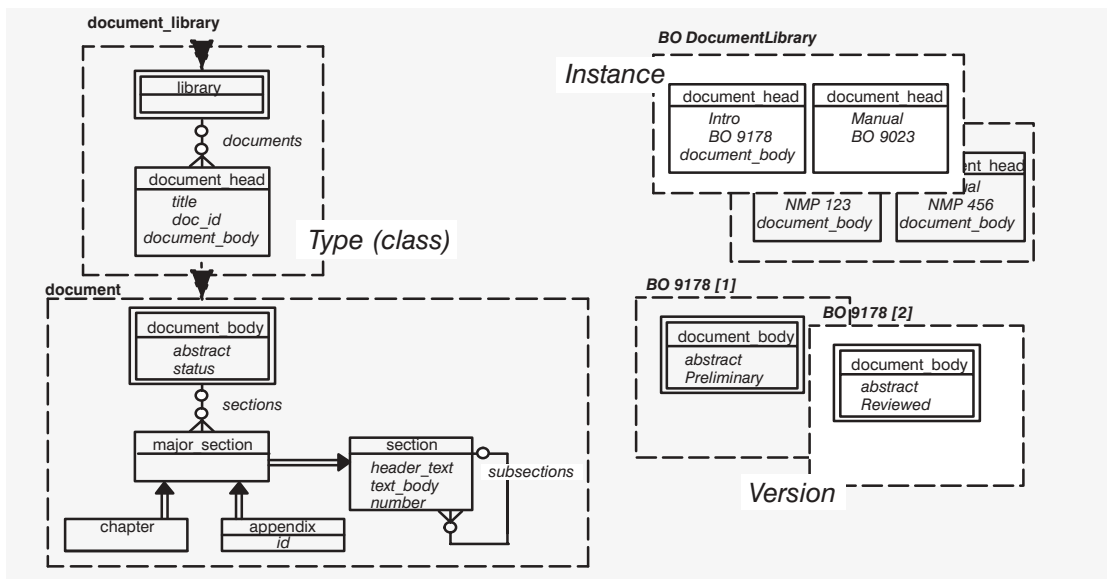 document_library
library
documents
document_head
title
doc_id
document_body
Type (class)
document
document_body
abstract
status
sections
major_section
section
header_text
text_body
number
subsections
chapter
appendix
id
BO DocumentLibrary
Instance
document_head
Intro
BO 9178
document_body
document_head
Manual
BO 9023
NMP 123
document_body
NMP 456
document_body
BO 9178 [1]
document_body
abstract
Preliminary
BO 9178 [2]
document_body
abstract
Reviewed
Version